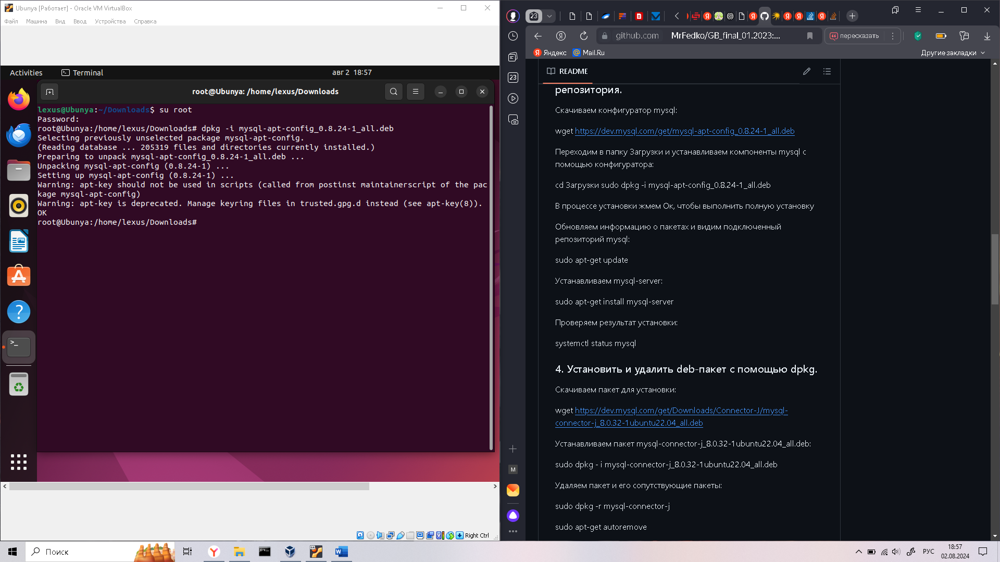 Ubunya [Работает] - Oracle VM VirtualBox
Файл Машина Вид Ввод Устройства Справка
Activities Terminal авг 2 18:57
root@Ubunya: /home/lexus/Downloads
lexus@Ubunya:~/Downloads$ su root
Password:
root@Ubunya:/home/lexus/Downloads# dpkg -i mysql-apt-config_0.8.24-1_all.deb
Selecting previously unselected package mysql-apt-config.
(Reading database ... 205319 files and directories currently installed.)
Preparing to unpack mysql-apt-config_0.8.24-1_all.deb ...
Unpacking mysql-apt-config (0.8.24-1) ...
Setting up mysql-apt-config (0.8.24-1) ...
Warning: apt-key should not be used in scripts (called from postinst maintainerscript of the pac
kage mysql-apt-config)
Warning: apt-key is deprecated. Manage keyring files in trusted.gpg.d instead (see apt-key(8)).
OK
root@Ubunya:/home/lexus/Downloads#
Right Ctrl
23
github.com MrFedko/GB_final_01.2023:... пересказать
Яндекс Mail.Ru Другие закладки
23
M
README
репозитория.
Скачиваем конфигуратор mysql:
wget https://dev.mysql.com/get/mysql-apt-config_0.8.24-1_all.deb
Переходим в папку Загрузки и устанавливаем компоненты mysql с
помощью конфигуратора:
cd Загрузки sudo dpkg -i mysql-apt-config_0.8.24-1_all.deb
В процессе установки жмем Ок, чтобы выполнить полную установку
Обновляем информацию о пакетах и видим подключенный
репозиторий mysql:
sudo apt-get update
Устанавливаем mysql-server:
sudo apt-get install mysql-server
Проверяем результат установки:
systemctl status mysql
4. Установить и удалить deb-пакет с помощью dpkg.
Скачиваем пакет для установки:
wget https://dev.mysql.com/get/Downloads/Connector-J/mysql-
connector-j_8.0.32-1ubuntu22.04_all.deb
Устанавливаем пакет mysql-connector-j_8.0.32-1ubuntu22.04_all.deb:
sudo dpkg - i mysql-connector-j_8.0.32-1ubuntu22.04_all.deb
Удаляем пакет и его сопутствующие пакеты:
sudo dpkg -r mysql-connector-j
sudo apt-get autoremove
Поиск
РУС
18:57
02.08.2024